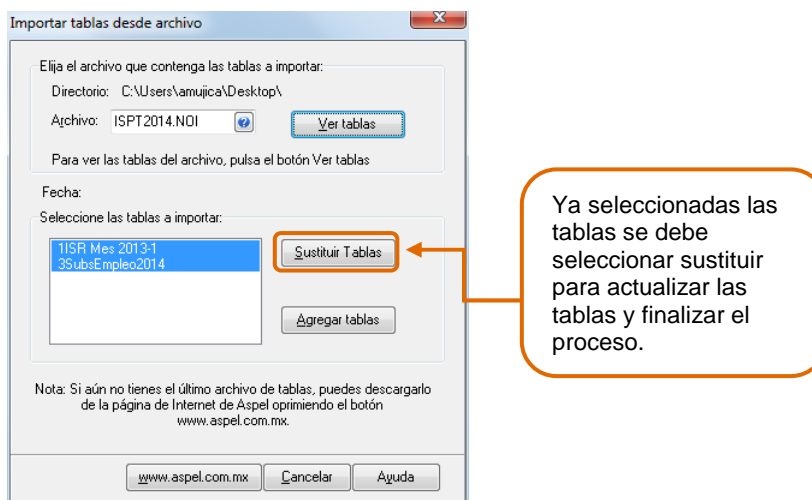 Importar tablas desde archivo
Elija el archivo que contenga las tablas a importar:
Directorio: C:\Users\amujica\Desktop\
Archivo: ISPT2014.NOI
Ver tablas
Para ver las tablas del archivo, pulsa el botón Ver tablas
Fecha:
Seleccione las tablas a importar:
1ISR Mes 2013-1
3SubsEmpleo2014
Sustituir Tablas
Agregar tablas
Nota: Si aún no tienes el último archivo de tablas, puedes descargarlo
de la página de Internet de Aspel oprimiendo el botón
www.aspel.com.mx.
www.aspel.com.mx
Cancelar
Ayuda
Ya seleccionadas las
tablas se debe
seleccionar sustituir
para actualizar las
tablas y finalizar el
proceso.